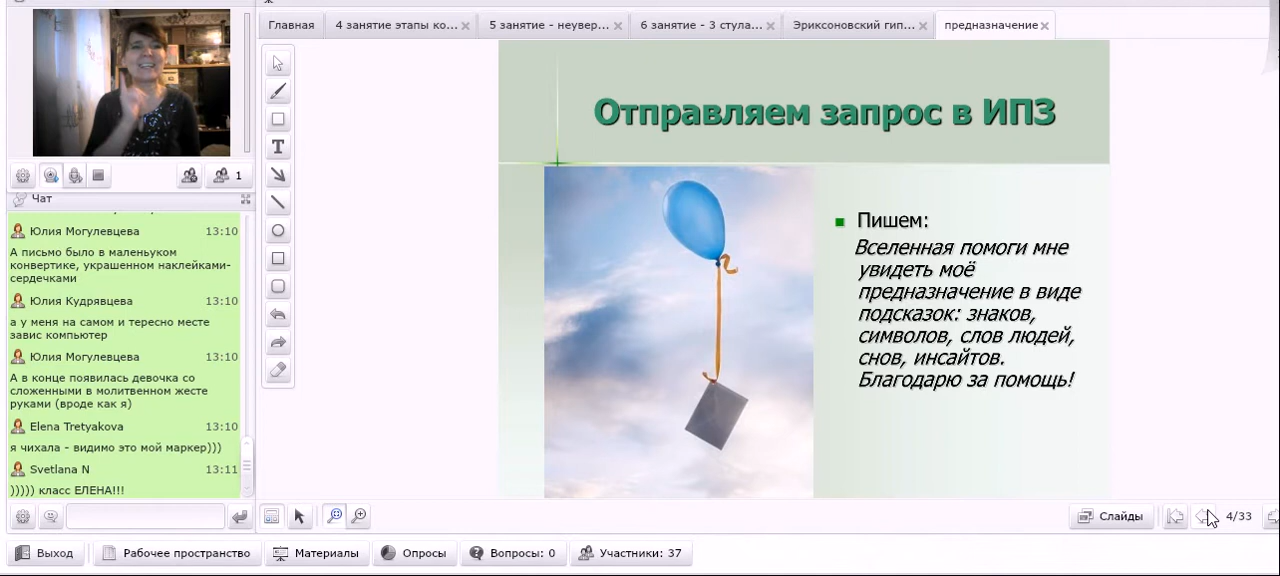 Главная
4 занятие этапы ко...
5 занятие - неувер...
6 занятие - 3 стула...
Эриксоновский гип...
предназначение
1
Чат
Юлия Могулевцева 13:10
А письмо было в маленьуком
конвертике, украшенном наклейками-
сердечками
Юлия Кудрявцева 13:10
а у меня на самом и тересно месте
завис компьютер
Юлия Могулевцева 13:10
А в конце появилась девочка со
сложенными в молитвенном жесте
руками (вроде как я)
Elena Tretyakova 13:10
я чихала - видимо это мой маркер)))
Svetlana N 13:11
))))) класс ЕЛЕНА!!!
T
Отправляем запрос в ИПЗ
Пишем:
Вселенная помоги мне
увидеть моё
предназначение в виде
подсказок: знаков,
символов, слов людей,
снов, инсайтов.
Благодарю за помощь!
Слайды
4/33
Выход
Рабочее пространство
Материалы
Опросы
Вопросы: 0
Участники: 37